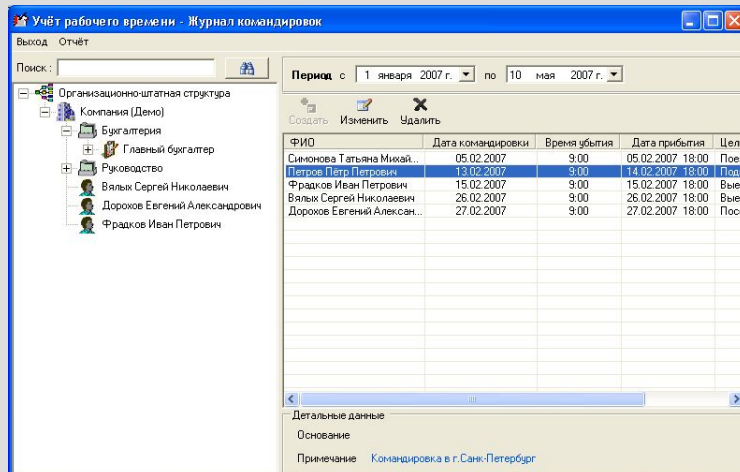 Учёт рабочего времени - Журнал командировок
Выход Отчёт
Поиск :
Организационно-штатная структура
Компания (Демо)
Бухгалтерия
Главный бухгалтер
Руководство
Вялых Сергей Николаевич
Дорохов Евгений Александрович
Фрадков Иван Петрович
Период с 1 января 2007 г. по 10 мая 2007 г.
Создать Изменить Удалить
ФИО Дата командировки Время убытия Дата прибытия Цел
Симонова Татьяна Михай... 05.02.2007 9:00 05.02.2007 18:00 Пое
Петров Пётр Петрович 13.02.2007 9:00 14.02.2007 18:00 Под
Фрадков Иван Петрович 15.02.2007 9:00 15.02.2007 18:00 Вые
Вялых Сергей Николаевич 26.02.2007 9:00 26.02.2007 18:00 Вые
Дорохов Евгений Алексан... 27.02.2007 9:00 27.02.2007 18:00 Пос
Детальные данные
Основание
Примечание Командировка в г.Санк-Петербург